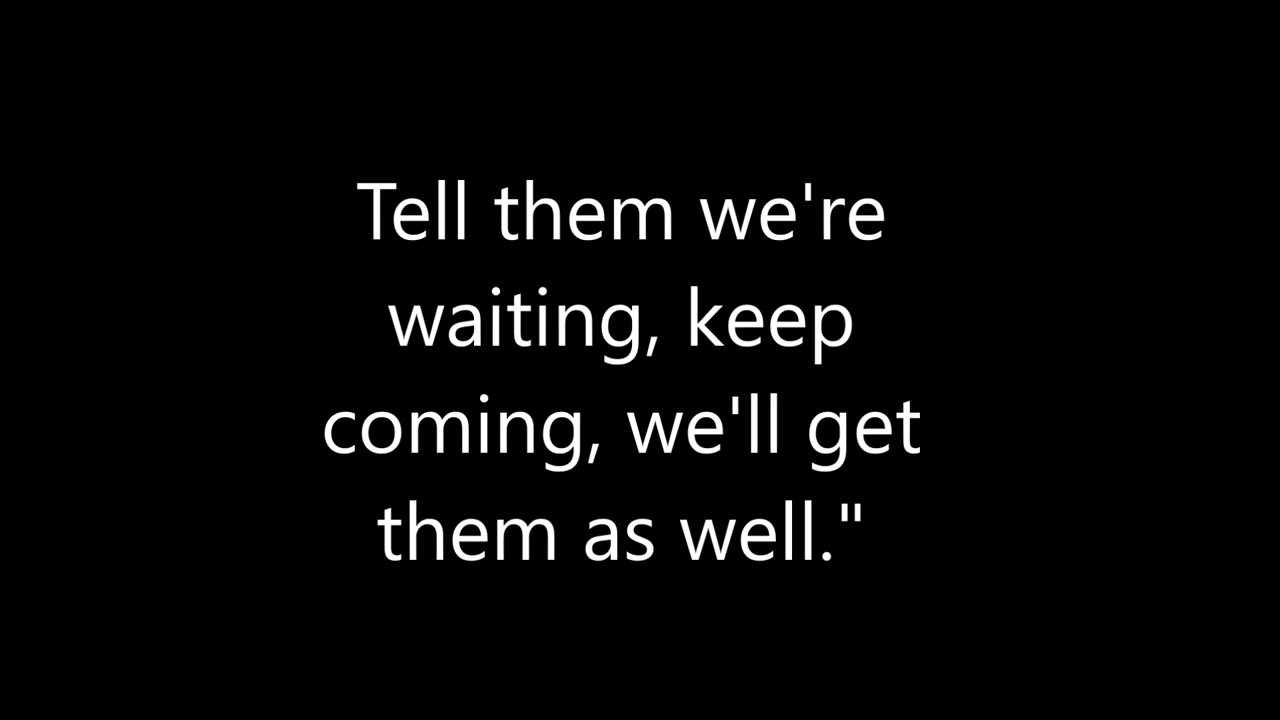 Tell them we're
waiting, keep
coming, we'll get
them as well."